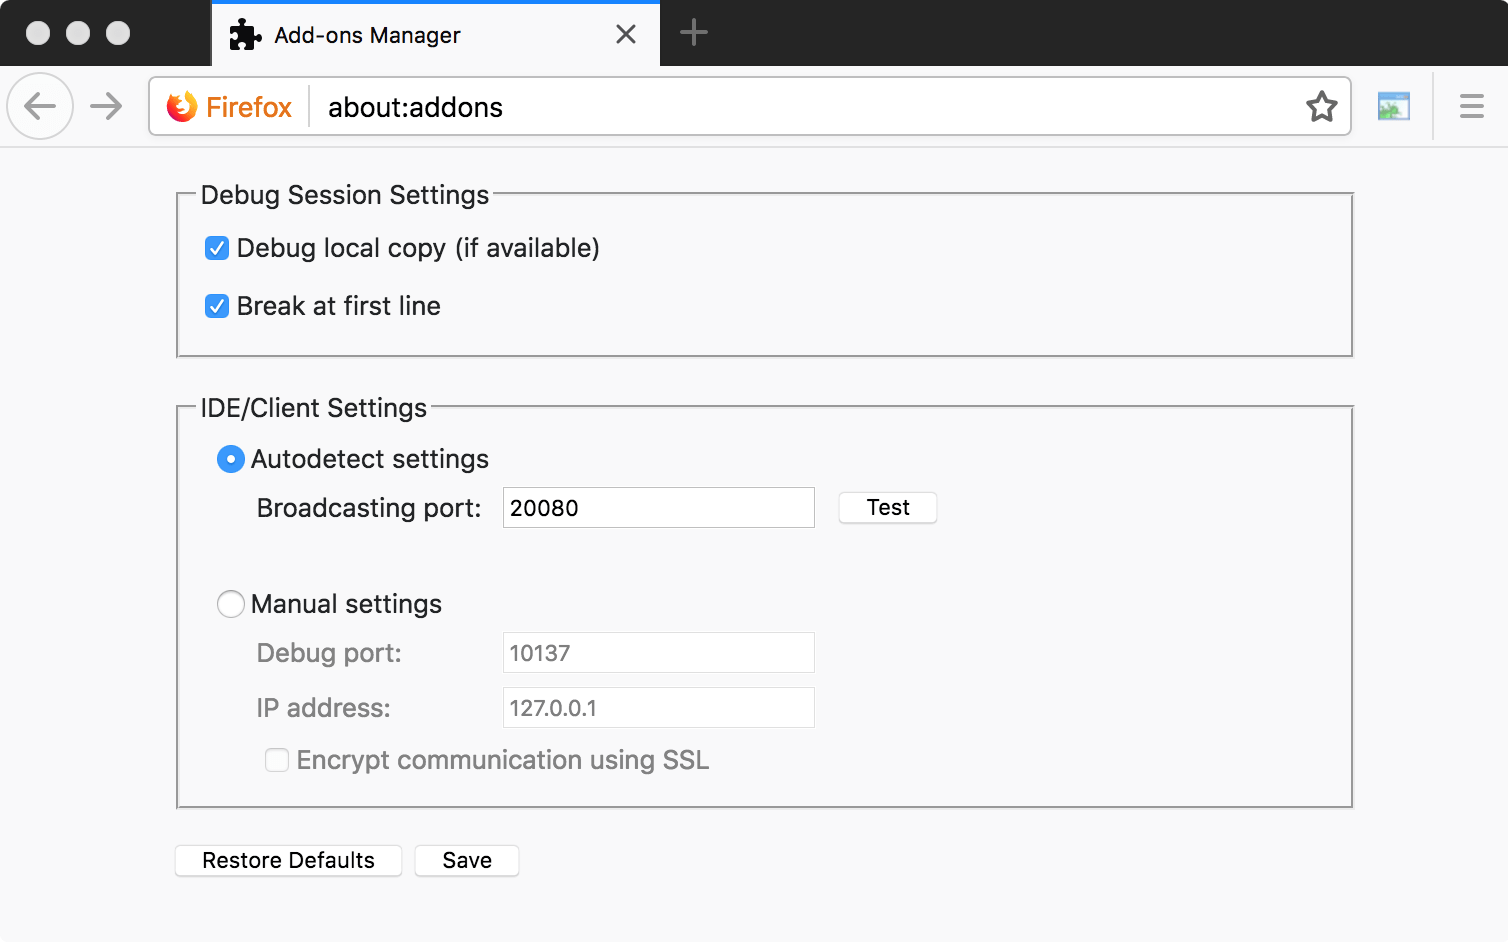 Add-ons Manager
Firefox
about:addons
Debug Session Settings
Debug local copy (if available)
Break at first line
IDE/Client Settings
Autodetect settings
Broadcasting port: 20080 Test
Manual settings
Debug port: 10137
IP address: 127.0.0.1
Encrypt communication using SSL
Restore Defaults Save